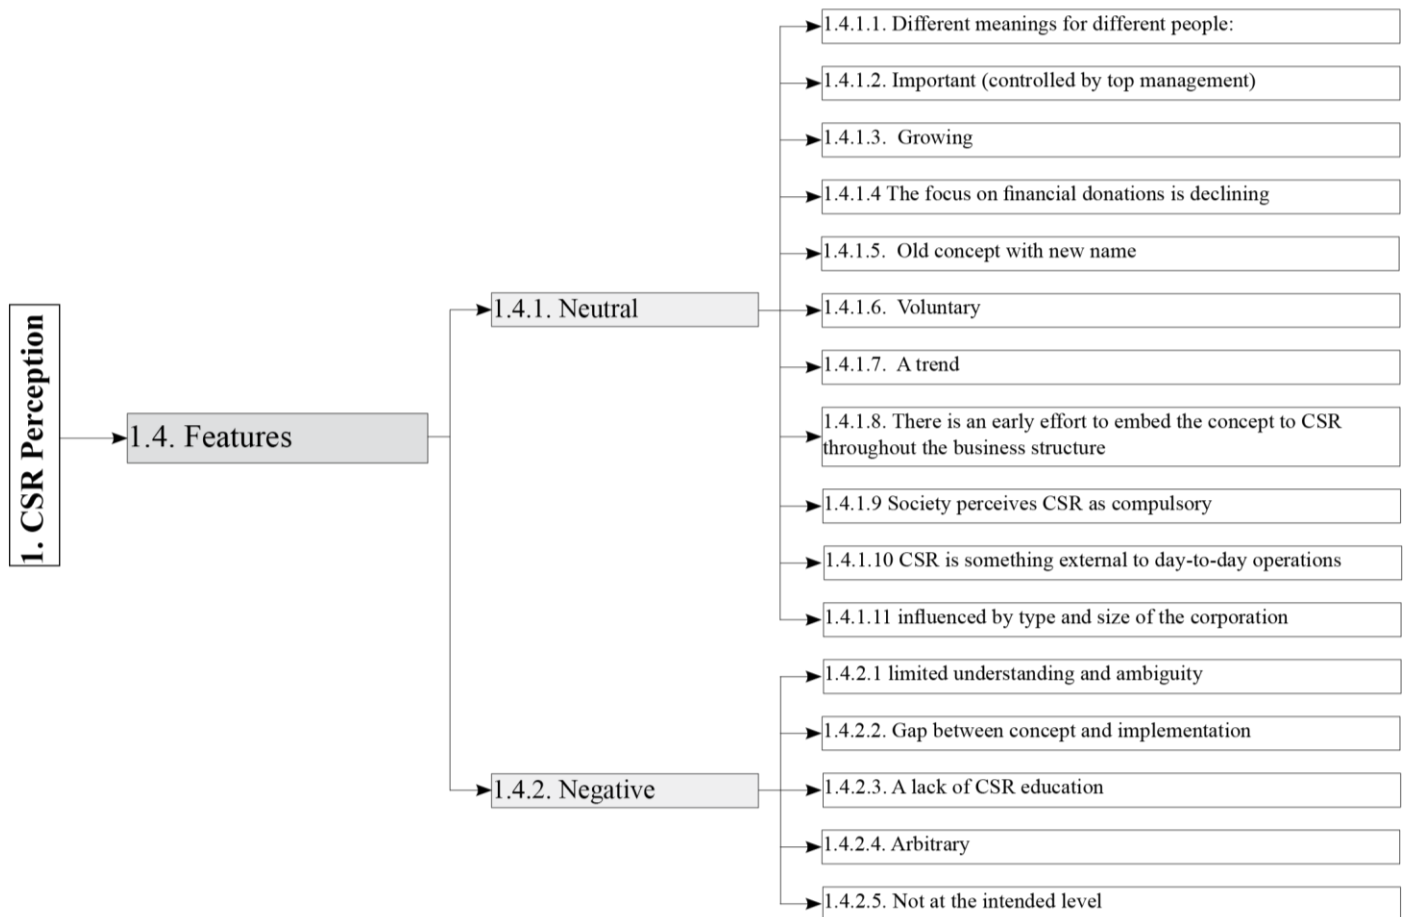 1. CSR Perception
1.4. Features
1.4.1. Neutral
1.4.1.1. Different meanings for different people:
1.4.1.2. Important (controlled by top management)
1.4.1.3.  Growing
1.4.1.4 The focus on financial donations is declining
1.4.1.5.  Old concept with new name
1.4.1.6.  Voluntary
1.4.1.7.  A trend
1.4.1.8. There is an early effort to embed the concept to CSR
throughout the business structure
1.4.1.9 Society perceives CSR as compulsory
1.4.1.10 CSR is something external to day-to-day operations
1.4.1.11 influenced by type and size of the corporation
1.4.2. Negative
1.4.2.1 limited understanding and ambiguity
1.4.2.2. Gap between concept and implementation
1.4.2.3. A lack of CSR education
1.4.2.4. Arbitrary
1.4.2.5. Not at the intended level